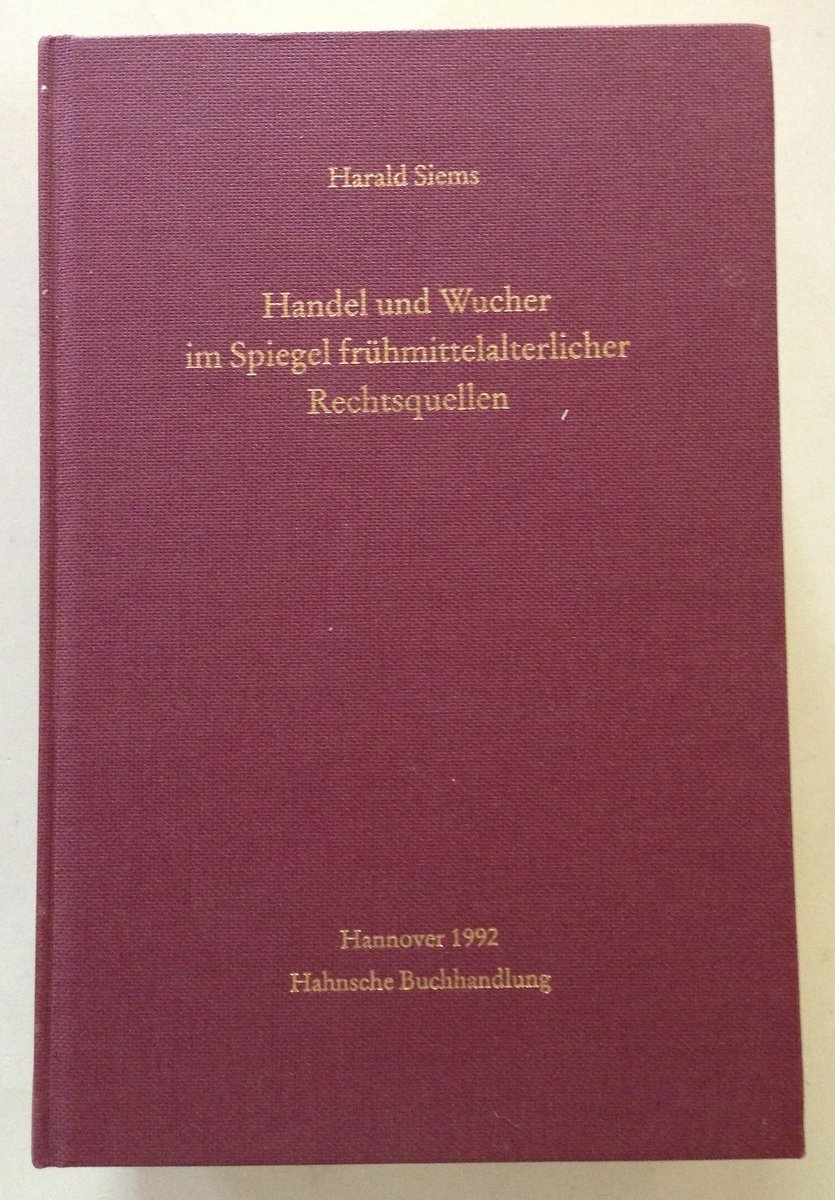 Harald Siems
Handel und Wucher
im Spiegel frühmittelalterlicher
Rechtsquellen
Hannover 1992
Hahnsche Buchhandlung